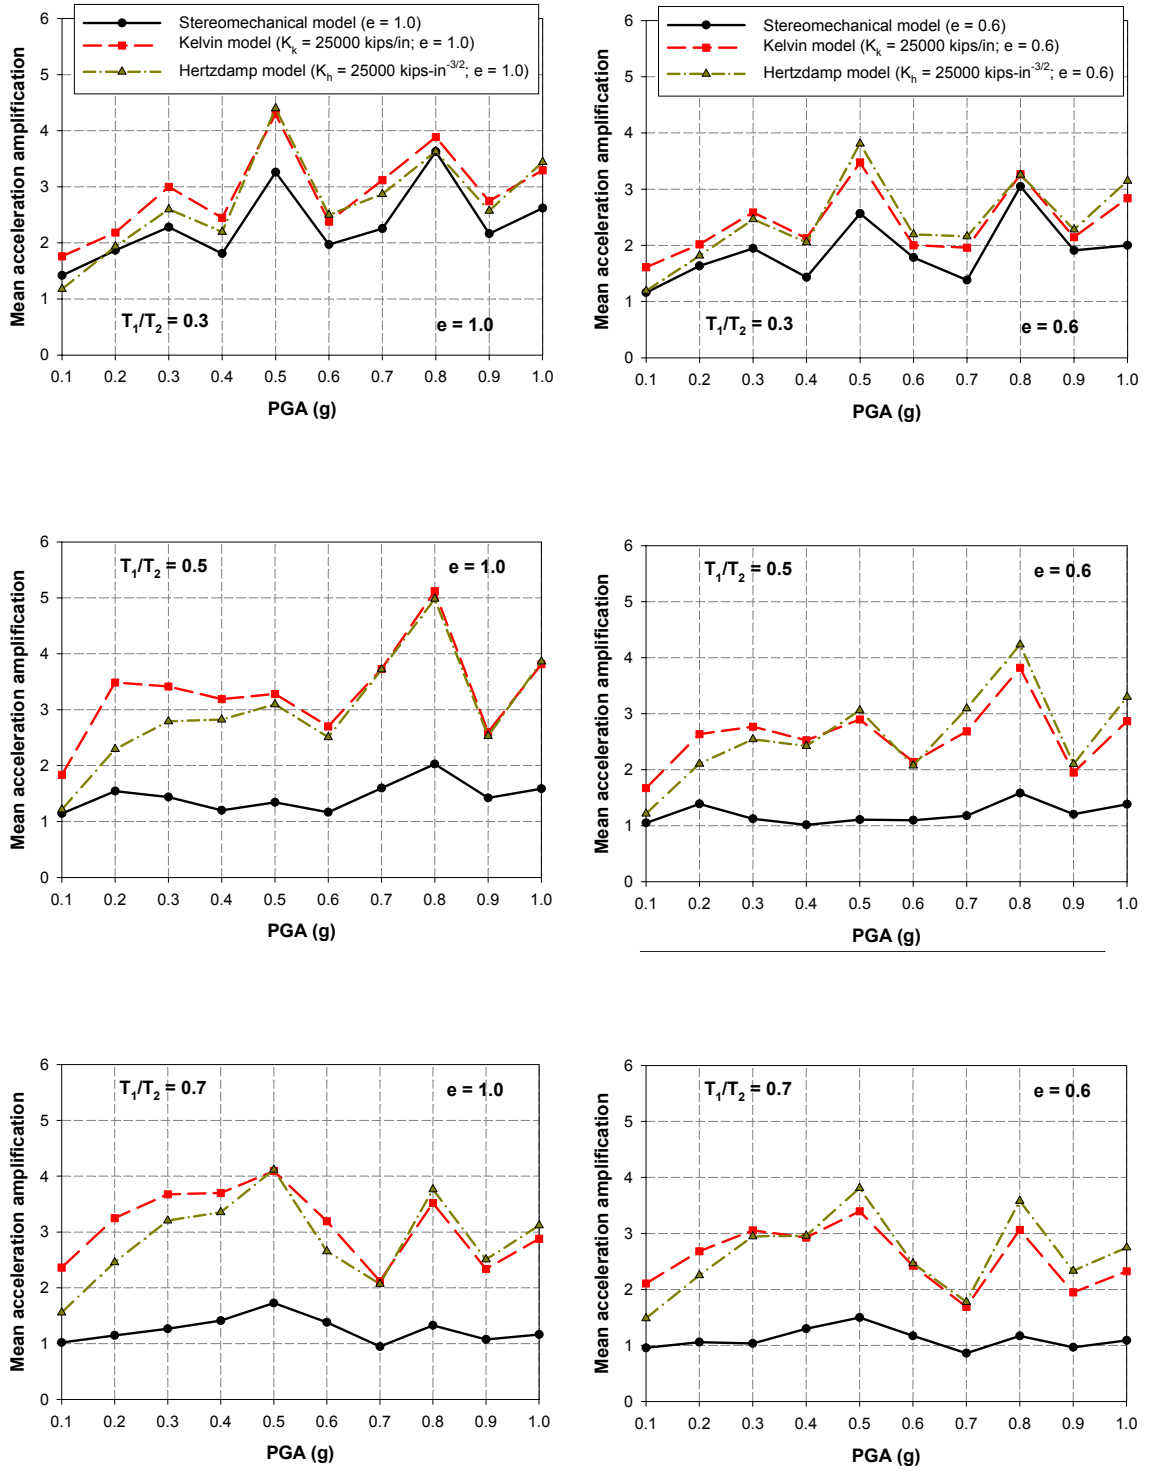 Mean acceleration amplification
6
5
4
3
2
1
0
Stereomechanical model (e = 1.0)
Kelvin model (Kk = 25000 kips/in; e = 1.0)
Hertzdamp model (Kh = 25000 kips-in-3/2; e = 1.0)
T1/T2 = 0.3
e = 1.0
0.1 0.2 0.3 0.4 0.5 0.6 0.7 0.8 0.9 1.0
PGA (g)
Mean acceleration amplification
6
5
4
3
2
1
0
Stereomechanical model (e = 0.6)
Kelvin model (Kk = 25000 kips/in; e = 0.6)
Hertzdamp model (Kh = 25000 kips-in-3/2; e = 0.6)
T1/T2 = 0.3
e = 0.6
0.1 0.2 0.3 0.4 0.5 0.6 0.7 0.8 0.9 1.0
PGA (g)
Mean acceleration amplification
6
5
4
3
2
1
0
T1/T2 = 0.5
e = 1.0
0.1 0.2 0.3 0.4 0.5 0.6 0.7 0.8 0.9 1.0
PGA (g)
Mean acceleration amplification
6
5
4
3
2
1
0
T1/T2 = 0.5
e = 0.6
0.1 0.2 0.3 0.4 0.5 0.6 0.7 0.8 0.9 1.0
PGA (g)
Mean acceleration amplification
6
5
4
3
2
1
0
T1/T2 = 0.7
e = 1.0
0.1 0.2 0.3 0.4 0.5 0.6 0.7 0.8 0.9 1.0
PGA (g)
Mean acceleration amplification
6
5
4
3
2
1
0
T1/T2 = 0.7
e = 0.6
0.1 0.2 0.3 0.4 0.5 0.6 0.7 0.8 0.9 1.0
PGA (g)